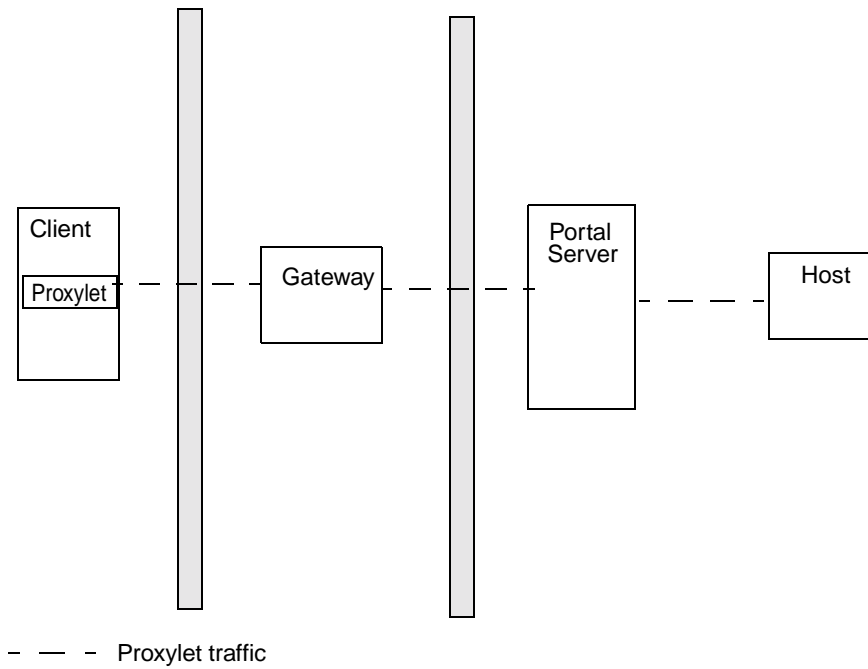 Client
Proxylet
Gateway
Portal
Server
Host
Proxylet traffic